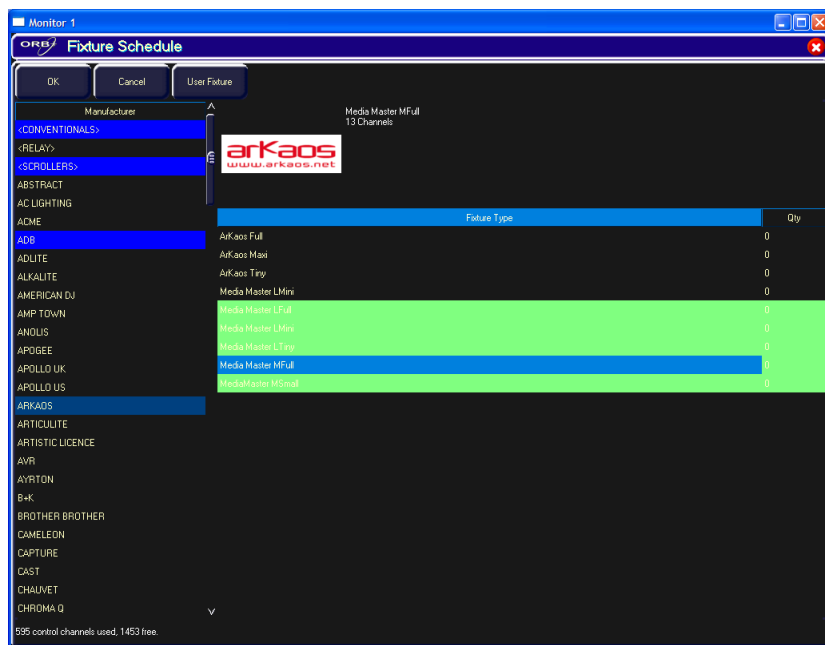 Monitor 1
ORB Fixture Schedule
OK Cancel User Fixture
Manufacturer
<CONVENTIONALS>
<RELAY>
<SCROLLERS>
ABSTRACT
AC LIGHTING
ACME
ADB
ADLITE
ALKALITE
AMERICAN DJ
AMP TOWN
ANOLIS
APOGEE
APOLLO UK
APOLLO US
ARKAOS
ARTICULITE
ARTISTIC LICENCE
AVR
AYRTON
B+K
BROTHER BROTHER
CAMELEON
CAPTURE
CAST
CHAUVET
CHROMA Q
Media Master MFull
13 Channels
arKaos
www.arkaos.net
Fixture Type Qty
ArKaos Full 0
ArKaos Maxi 0
ArKaos Tiny 0
Media Master LMini 0
Media Master LFull 0
Media Master LMini 0
Media Master LTiny 0
Media Master MFull 0
MediaMaster MSmall 0
595 control channels used, 1453 free.